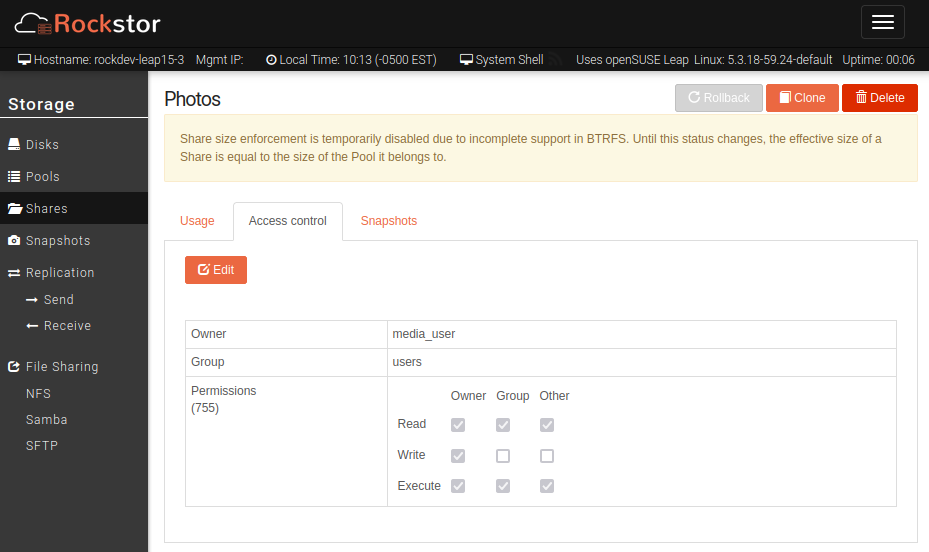 Rockstor
Hostname: rockdev-leap15-3 Mgmt IP: Local Time: 10:13 (-0500 EST) System Shell Uses openSUSE Leap Linux: 5.3.18-59.24-default Uptime: 00:06
Storage
Disks
Pools
Shares
Snapshots
Replication
Send
Receive
File Sharing
NFS
Samba
SFTP
Photos
Rollback Clone Delete
Share size enforcement is temporarily disabled due to incomplete support in BTRFS. Until this status changes, the effective size of a
Share is equal to the size of the Pool it belongs to.
Usage Access control Snapshots
Edit
Owner media_user
Group users
Permissions
(755)
Owner Group Other
Read
Write
Execute